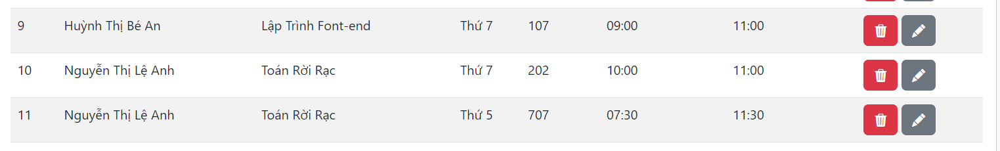 9 Huỳnh Thị Bé An Lập Trình Font-end Thứ 7 107 09:00 11:00
10 Nguyễn Thị Lệ Anh Toán Rời Rạc Thứ 7 202 10:00 11:00
11 Nguyễn Thị Lệ Anh Toán Rời Rạc Thứ 5 707 07:30 11:30